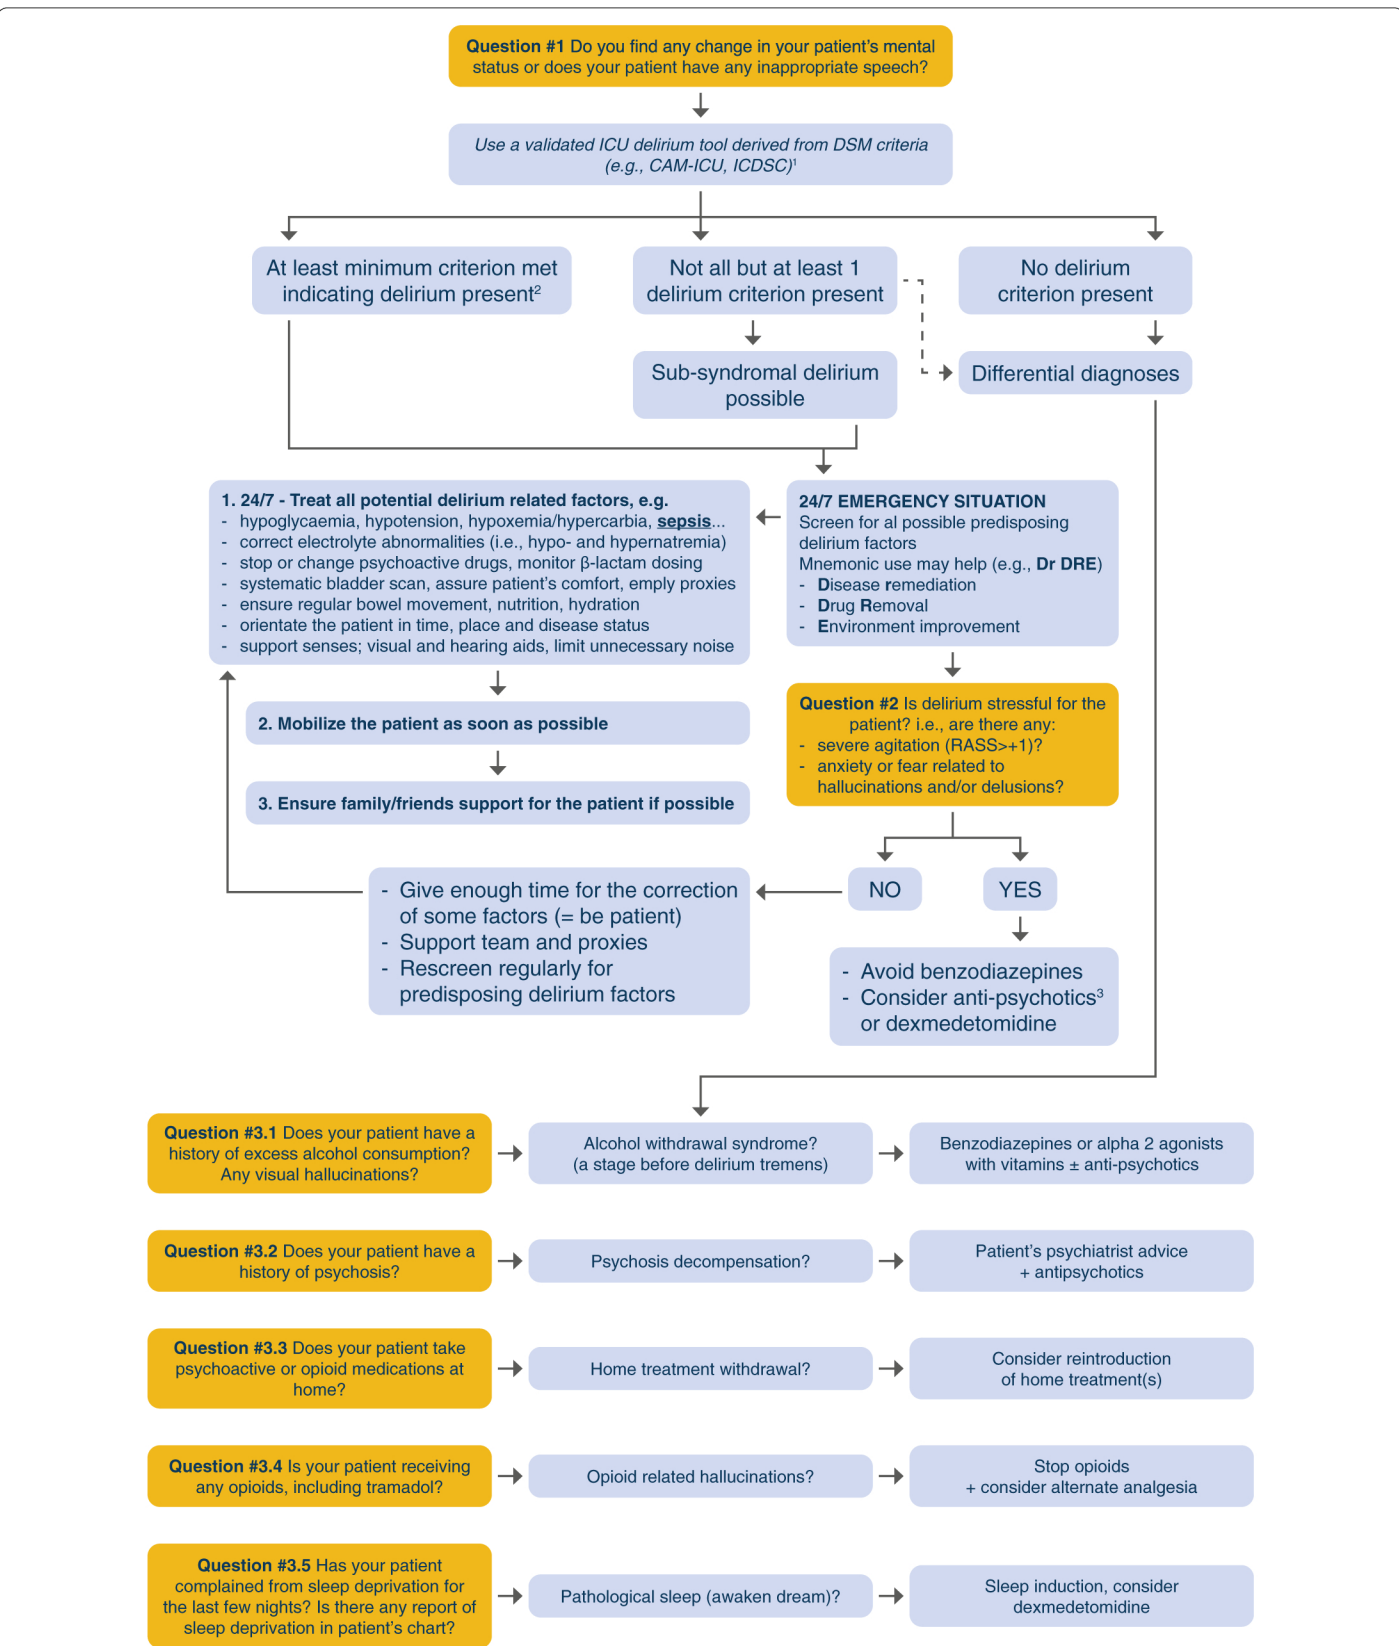 Question #1 Do you find any change in your patient’s mental
status or does your patient have any inappropriate speech?
Use a validated ICU delirium tool derived from DSM criteria
(e.g., CAM-ICU, ICDSC)¹
At least minimum criterion met
indicating delirium present²
Not all but at least 1
delirium criterion present
No delirium
criterion present
Sub-syndromal delirium
possible
Differential diagnoses
1. 24/7 - Treat all potential delirium related factors, e.g.
- hypoglycaemia, hypotension, hypoxemia/hypercarbia, sepsis...
- correct electrolyte abnormalities (i.e., hypo- and hypernatremia)
- stop or change psychoactive drugs, monitor β-lactam dosing
- systematic bladder scan, assure patient’s comfort, emply proxies
- ensure regular bowel movement, nutrition, hydration
- orientate the patient in time, place and disease status
- support senses; visual and hearing aids, limit unnecessary noise
24/7 EMERGENCY SITUATION
Screen for al possible predisposing
delirium factors
Mnemonic use may help (e.g., Dr DRE)
- Disease remediation
- Drug Removal
- Environment improvement
2. Mobilize the patient as soon as possible
3. Ensure family/friends support for the patient if possible
Question #2 Is delirium stressful for the
patient? i.e., are there any:
- severe agitation (RASS>+1)?
- anxiety or fear related to
hallucinations and/or delusions?
NO
YES
- Give enough time for the correction
of some factors (= be patient)
- Support team and proxies
- Rescreen regularly for
predisposing delirium factors
- Avoid benzodiazepines
- Consider anti-psychotics³
or dexmedetomidine
Question #3.1 Does your patient have a
history of excess alcohol consumption?
Any visual hallucinations?
Alcohol withdrawal syndrome?
(a stage before delirium tremens)
Benzodiazepines or alpha 2 agonists
with vitamins ± anti-psychotics
Question #3.2 Does your patient have a
history of psychosis?
Psychosis decompensation?
Patient’s psychiatrist advice
+ antipsychotics
Question #3.3 Does your patient take
psychoactive or opioid medications at
home?
Home treatment withdrawal?
Consider reintroduction
of home treatment(s)
Question #3.4 Is your patient receiving
any opioids, including tramadol?
Opioid related hallucinations?
Stop opioids
+ consider alternate analgesia
Question #3.5 Has your patient
complained from sleep deprivation for
the last few nights? Is there any report of
sleep deprivation in patient’s chart?
Pathological sleep (awaken dream)?
Sleep induction, consider
dexmedetomidine